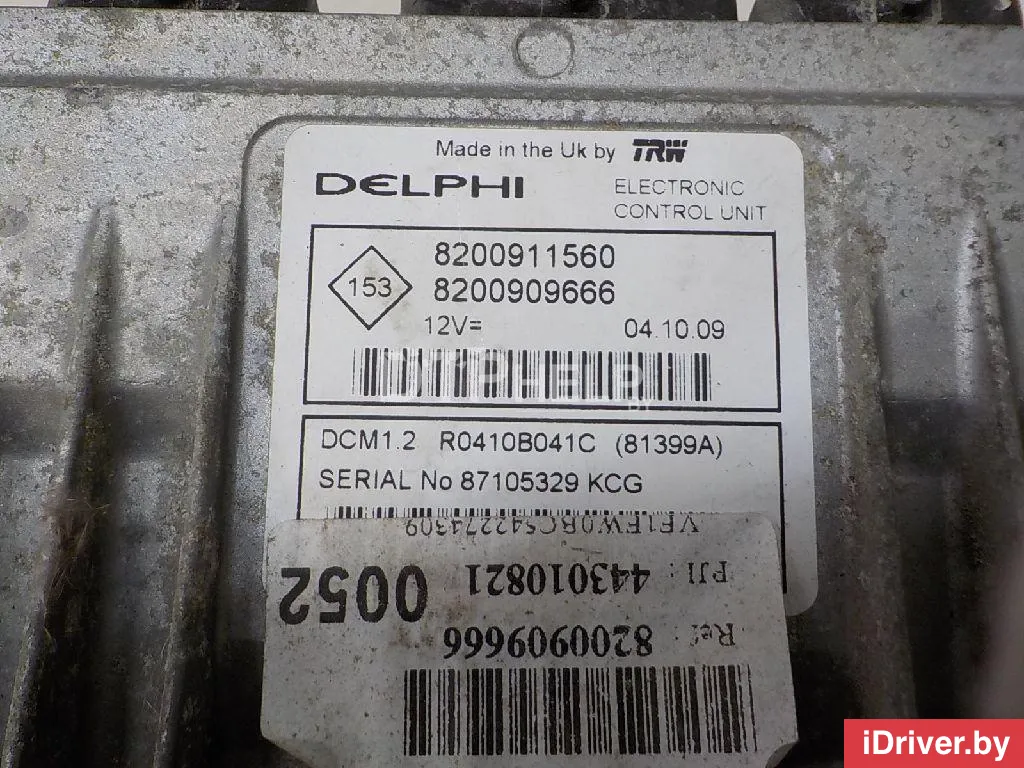 Made in the Uk by TRW
DELPHI
ELECTRONIC
CONTROL UNIT
153
8200911560
8200909666
12V=
04.10.09
DCM1.2 R0410B041C (81399A)
SERIAL No 87105329 KCG
VF1FW0BC542274309
PJI : 443010821
0052
Ref : 8200909666
iDriver.by